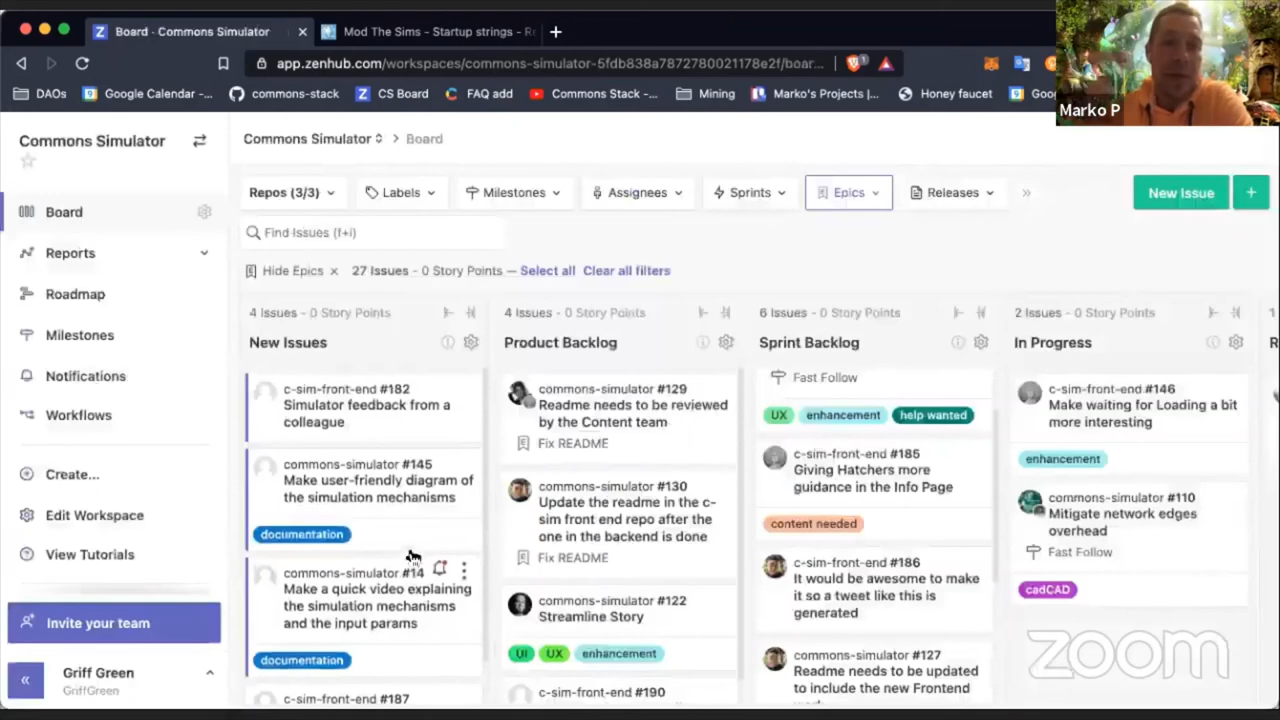 Board - Commons Simulator
Mod The Sims - Startup strings - R
app.zenhub.com/workspaces/commons-simulator-5fdb838a7872780021178e2f/boar...
1
DAOs
Google Calendar -...
commons-stack
CS Board
FAQ add
Commons Stack -...
Mining
Marko's Projects |...
Honey faucet
Goo
Marko P
Commons Simulator
Commons Simulator > Board
Repos (3/3)
Labels
Milestones
Assignees
Sprints
Epics
Releases
New Issue
+
Find Issues (f+i)
Hide Epics × 27 Issues - 0 Story Points — Select all Clear all filters
Board
Reports
Roadmap
Milestones
Notifications
Workflows
Create...
Edit Workspace
View Tutorials
Invite your team
Griff Green
GriffGreen
4 Issues - 0 Story Points
New Issues
c-sim-front-end #182
Simulator feedback from a
colleague
commons-simulator #145
Make user-friendly diagram of
the simulation mechanisms
documentation
commons-simulator #14
Make a quick video explaining
the simulation mechanisms
and the input params
documentation
c-sim-front-end #187
4 Issues - 0 Story Points
Product Backlog
commons-simulator #129
Readme needs to be reviewed
by the Content team
Fix README
commons-simulator #130
Update the readme in the c-
sim front end repo after the
one in the backend is done
Fix README
commons-simulator #122
Streamline Story
UI UX enhancement
c-sim-front-end #190
6 Issues - 0 Story Points
Sprint Backlog
Fast Follow
UX enhancement help wanted
c-sim-front-end #185
Giving Hatchers more
guidance in the Info Page
content needed
c-sim-front-end #186
It would be awesome to make
it so a tweet like this is
generated
commons-simulator #127
Readme needs to be updated
to include the new Frontend
2 Issues - 0 Story Points
In Progress
c-sim-front-end #146
Make waiting for Loading a bit
more interesting
enhancement
commons-simulator #110
Mitigate network edges
overhead
Fast Follow
cadCAD
1
R
zoom